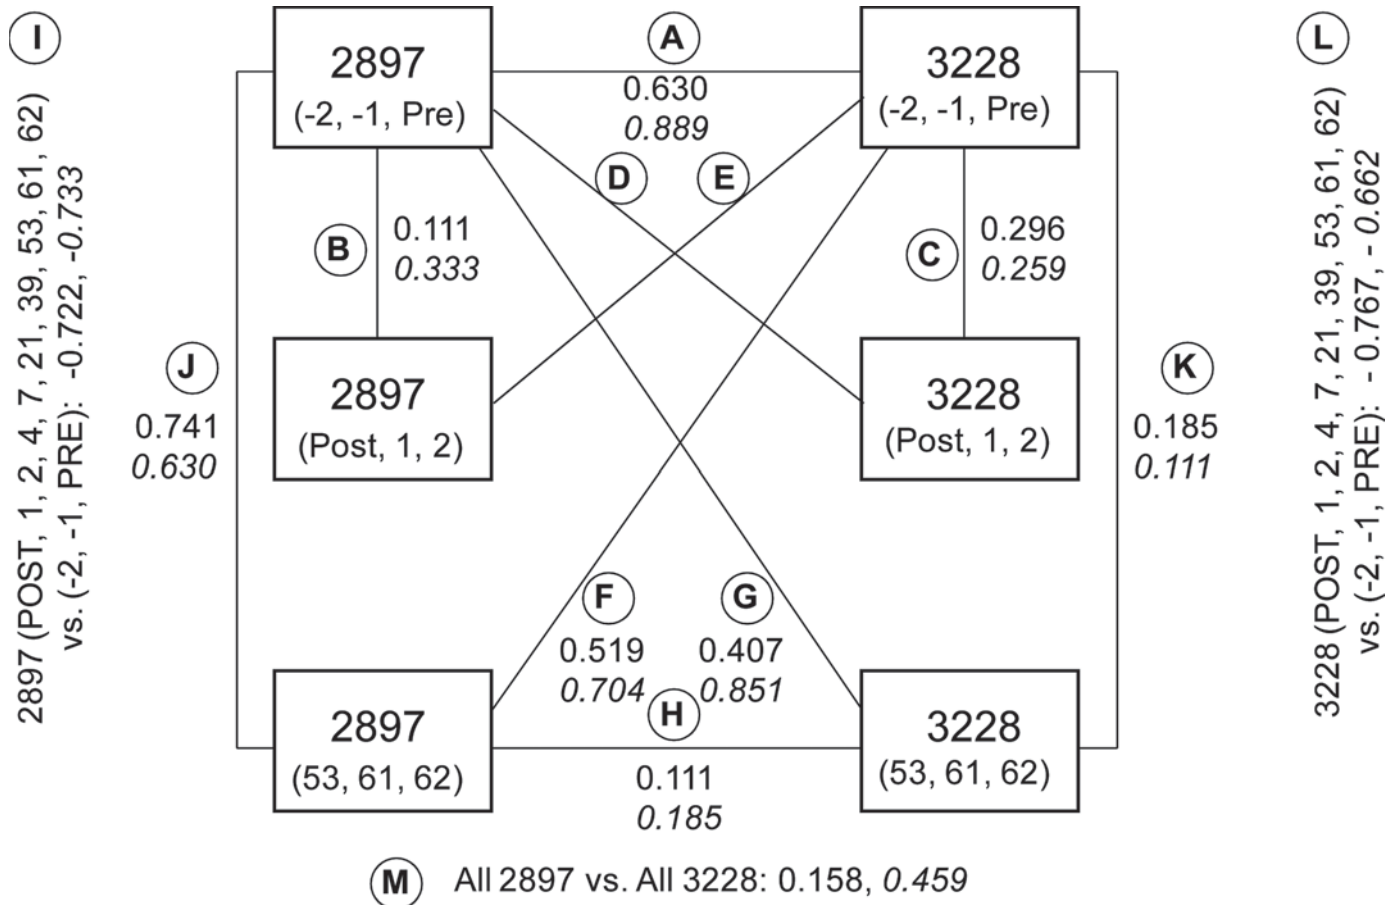 I
2897 (POST, 1, 2, 4, 7, 21, 39, 53, 61, 62)
vs. (-2, -1, PRE): -0.722, -0.733
2897
(-2, -1, Pre)
A
0.630
0.889
3228
(-2, -1, Pre)
D
E
B
0.111
0.333
C
0.296
0.259
J
0.741
0.630
2897
(Post, 1, 2)
3228
(Post, 1, 2)
K
0.185
0.111
F
0.519
0.704
G
0.407
0.851
H
0.111
0.185
2897
(53, 61, 62)
3228
(53, 61, 62)
L
3228 (POST, 1, 2, 4, 7, 21, 39, 53, 61, 62)
vs. (-2, -1, PRE): - 0.767, - 0.662
M
All 2897 vs. All 3228: 0.158, 0.459